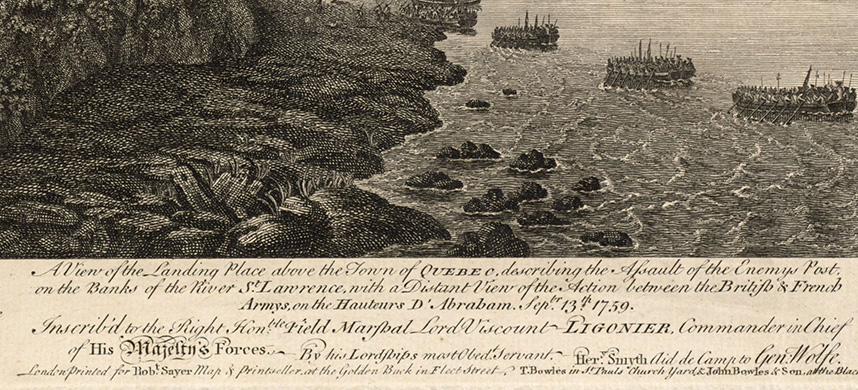 A View of the Landing Place above the Town of QUEBEC, describing the Assault of the Enemys Post,
on the Banks of the River St. Lawrence, with a Distant View of the Action between the British & French
Armys, on the Hauteurs D'Abraham. Septr. 13th. 1759.
Inscrib'd to the Right Honble. Field Marshal Lord Viscount LIGONIER, Commander in Chief
of His Majesty's Forces. By his Lordships most Obedt. Servant, Hery. Smyth Aid de Camp to Genl. Wolfe.
London Printed for Robt. Sayer Map & Printseller, at the Golden Buck in Fleet Street. T. Bowles in St. Pauls Church Yard, & John Bowles & Son, at the Blac